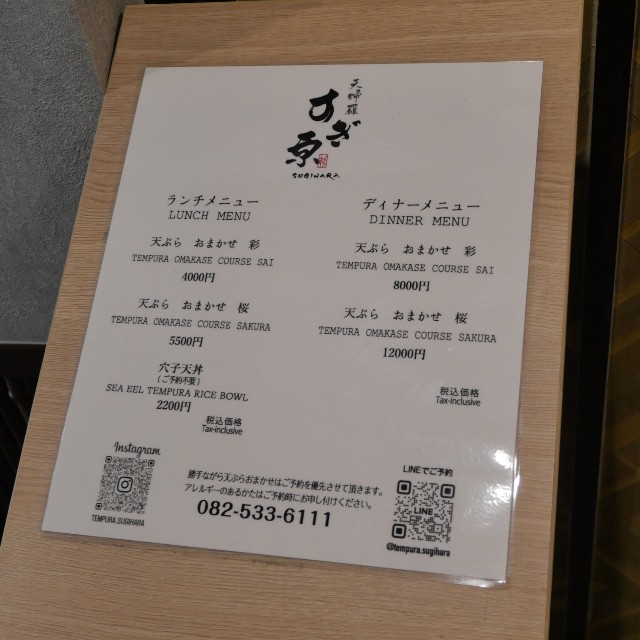 天婦羅
すぎ原
SUGIHARA
ランチメニュー
LUNCH MENU
天ぷら おまかせ 彩
TEMPURA OMAKASE COURSE SAI
4000円
天ぷら おまかせ 桜
TEMPURA OMAKASE COURSE SAKURA
5500円
穴子天丼
(ご予約不要)
SEA EEL TEMPURA RICE BOWL
2200円
税込価格
Tax-inclusive
ディナーメニュー
DINNER MENU
天ぷら おまかせ 彩
TEMPURA OMAKASE COURSE SAI
8000円
天ぷら おまかせ 桜
TEMPURA OMAKASE COURSE SAKURA
12000円
税込価格
Tax-inclusive
Instagram
TEMPURA.SUGIHARA
勝手ながら天ぷらおまかせはご予約を優先させて頂きます。
アレルギーのあるかたはご予約時にお申し付けください。
082-533-6111
LINEでご予約
LINE
@tempura.sugihara